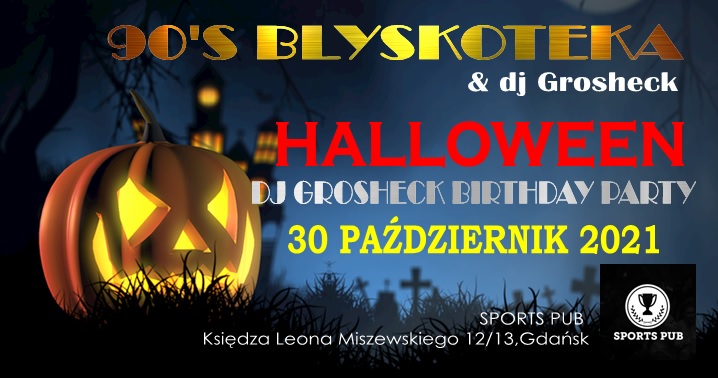 90'S BLYSKOTEKA
& dj Grosheck
HALLOWEEN
DJ GROSHECK BIRTHDAY PARTY
30 PAŹDZIERNIK 2021
SPORTS PUB
Księdza Leona Miszewskiego 12/13,Gdańsk
SPORTS PUB